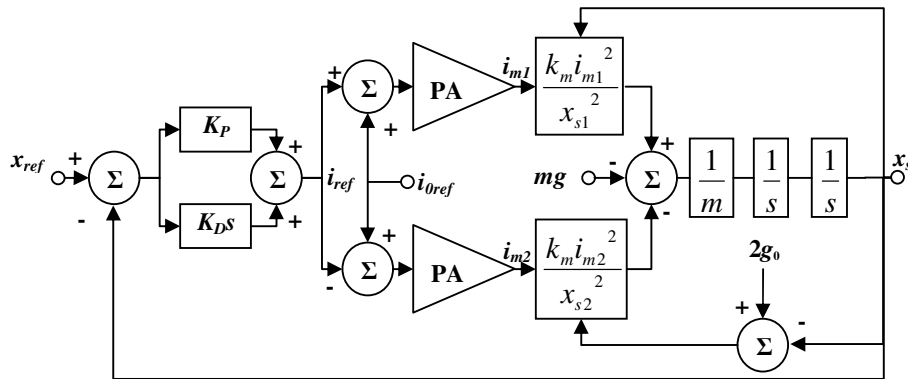 x_ref
+
-
Σ
K_P
K_D s
+
+
Σ
i_ref
+
+
Σ
i_0ref
+
-
Σ
PA
PA
i_m1
i_m2
k_m i_m1^2
x_s1^2
k_m i_m2^2
x_s2^2
mg
+
-
-
Σ
1
m
1
s
1
s
x_s
2g_0
+
-
Σ